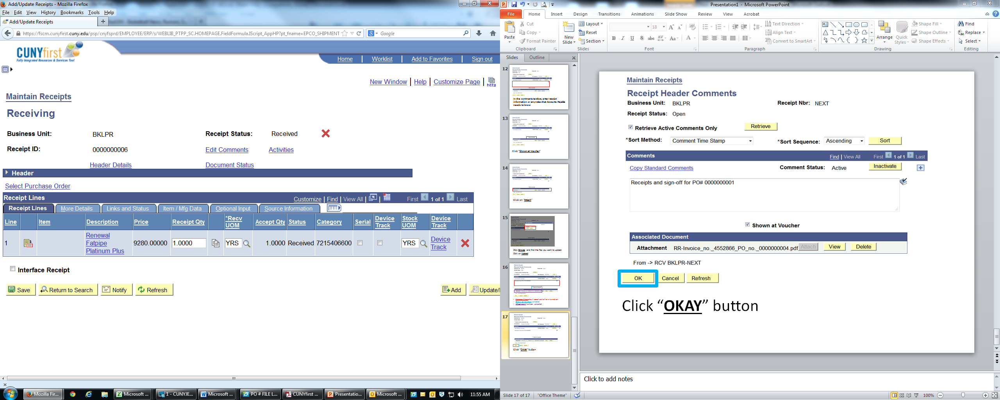 Add/Update Receipts - Mozilla Firefox
File Edit View History Bookmarks Tools Help
Add/Update Receipts
https://fscm.cunyfirst.cuny.edu/psp/cnyfsprd/EMPLOYEE/ERP/s/WEBLIB_PTPP_SC.HOMEPAGE.FieldFormula.IScript_AppHP?pt_fname=EPCO_SHIPMENT
Google
CUNYfirst
Fully Integrated Resources & Services Tool
Home Worklist Add to Favorites Sign out
New Window Help Customize Page http
Maintain Receipts
Receiving
Business Unit: BKLPR Receipt Status: Received
Receipt ID: 0000000006 Edit Comments Activities
Header Details Document Status
Header
Select Purchase Order
Receipt Lines Customize | Find | View All | First 1 of 1 Last
Receipt Lines More Details Links and Status Item / Mfg Data Optional Input Source Information
Line Item Description Price Receipt Qty *Recv UOM Accept Qty Status Category Serial Device Track Stock UOM Device Track
1 Renewal Fatpipe Platinum Plus 9280.00000 1.0000 YRS 1.0000 Received 7215406600 YRS Device Track
Interface Receipt
Save Return to Search Notify Refresh Add Update/
Mozilla Fir... Microsoft ... 1 - CUNYJE... Microsoft ... PO # FILE L... CUNYfirst ... Presentatio... Microsoft ... 11:55 AM
Presentation1 - Microsoft PowerPoint
File Home Insert Design Transitions Animations Slide Show Review View Acrobat
Paste Cut Copy Format Painter
Clipboard
New Slide Layout Reset Section
Slides
18
Font
Text Direction Align Text Convert to SmartArt
Paragraph
Arrange Quick Styles Shape Fill Shape Outline Shape Effects
Drawing
Find Replace Select
Editing
Slides Outline
12
In the comments textbox, enter receipt
information or any notes that Accounts Payable
needs to know
13
Click "Shown at Voucher"
14
Click on "Attach"
15
Click Browse and find the file you want to upload
Click on Upload
16
17
Click "OKAY" button
Maintain Receipts
Receipt Header Comments
Business Unit: BKLPR Receipt Nbr: NEXT
Receipt Status: Open
Retrieve Active Comments Only Retrieve
*Sort Method: Comment Time Stamp *Sort Sequence: Ascending Sort
Comments Find | View All First 1 of 1 Last
Copy Standard Comments Comment Status: Active Inactivate
Receipts and sign-off for PO# 0000000001
Shown at Voucher
Associated Document
Attachment RR-Invoice_no._4552866_PO_no._0000000004.pdf Attach View Delete
From -> RCV BKLPR-NEXT
OK Cancel Refresh
Click “OKAY” button
Click to add notes
Slide 17 of 17 "Office Theme" 100%